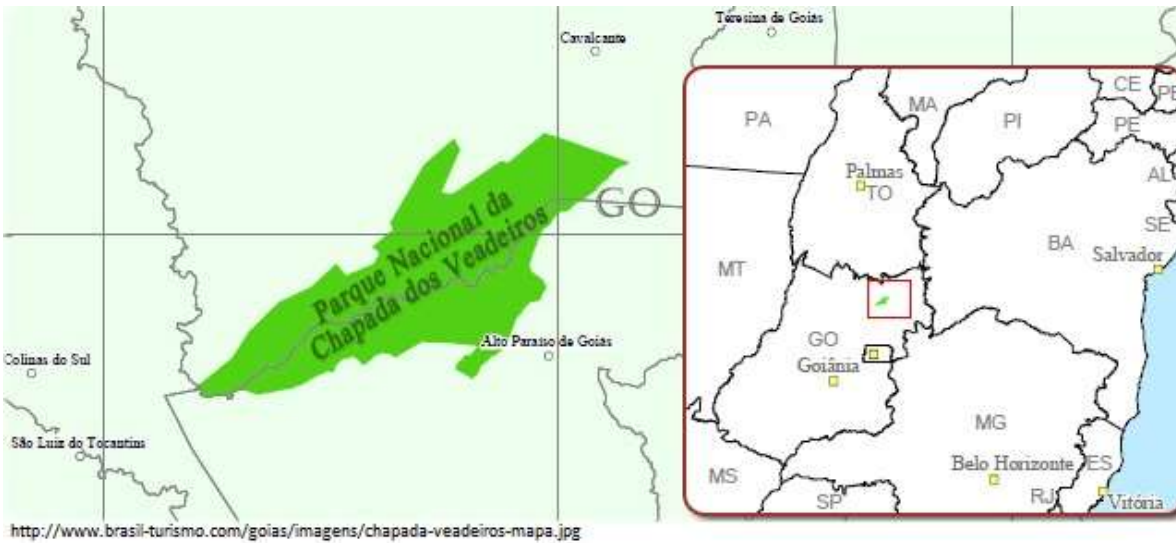 Teresina de Goiás
Cavalcante
GO
Parque Nacional da
Chapada dos Veadeiros
Alto Paraíso de Goiás
Colinas do Sul
São Luiz do Tocantins
PA
MA
PI
CE
PE
PE
AL
SE
Palmas
TO
BA
Salvador
MT
GO
Goiânia
MG
Belo Horizonte
ES
Vitória
RJ
SP
MS
http://www.brasil-turismo.com/goias/imagens/chapada-veadeiros-mapa.jpg